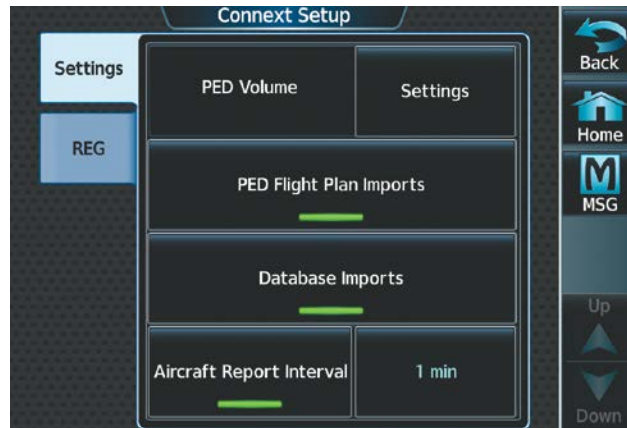 Connext Setup
Settings
REG
PED Volume
Settings
PED Flight Plan Imports
Database Imports
Aircraft Report Interval
1 min
Back
Home
MSG
Up
Down